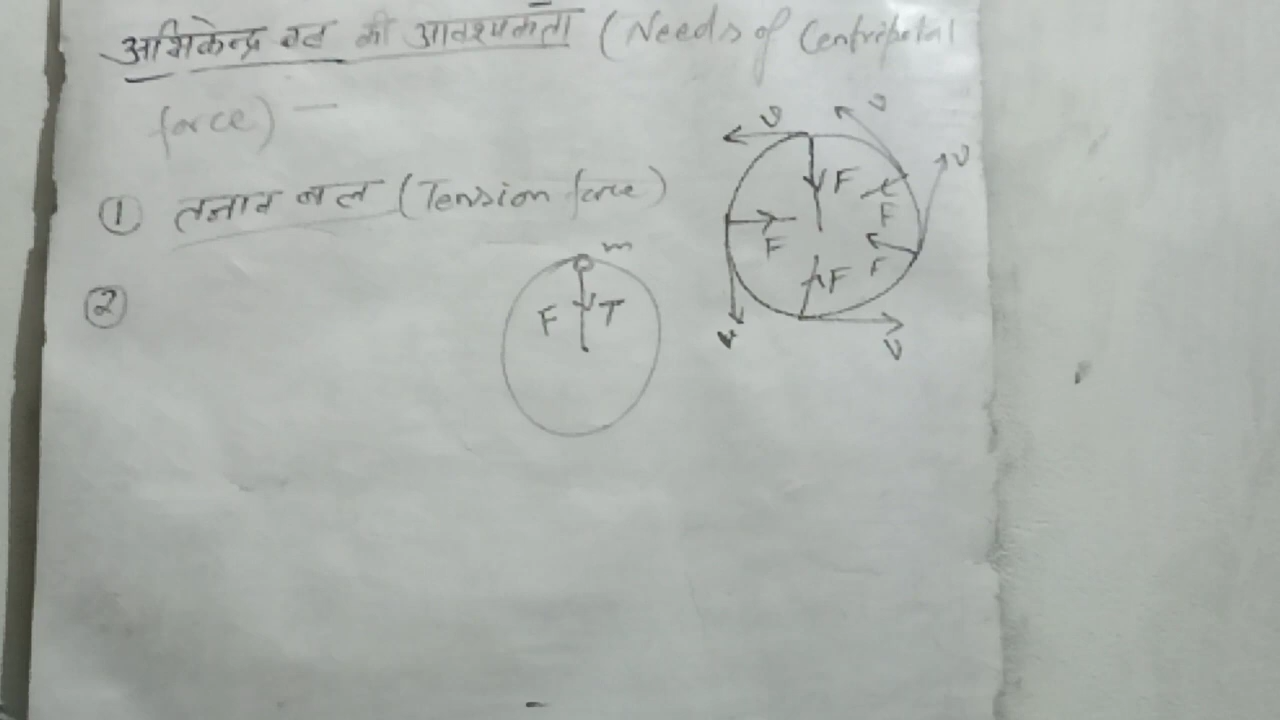 अभिकेन्द्र बल की आवश्यकता (Needs of Centripetal
force) —
① तनाव बल (Tension force)
②
m
F T
v
v
v
F
F
F
F
F
v
v